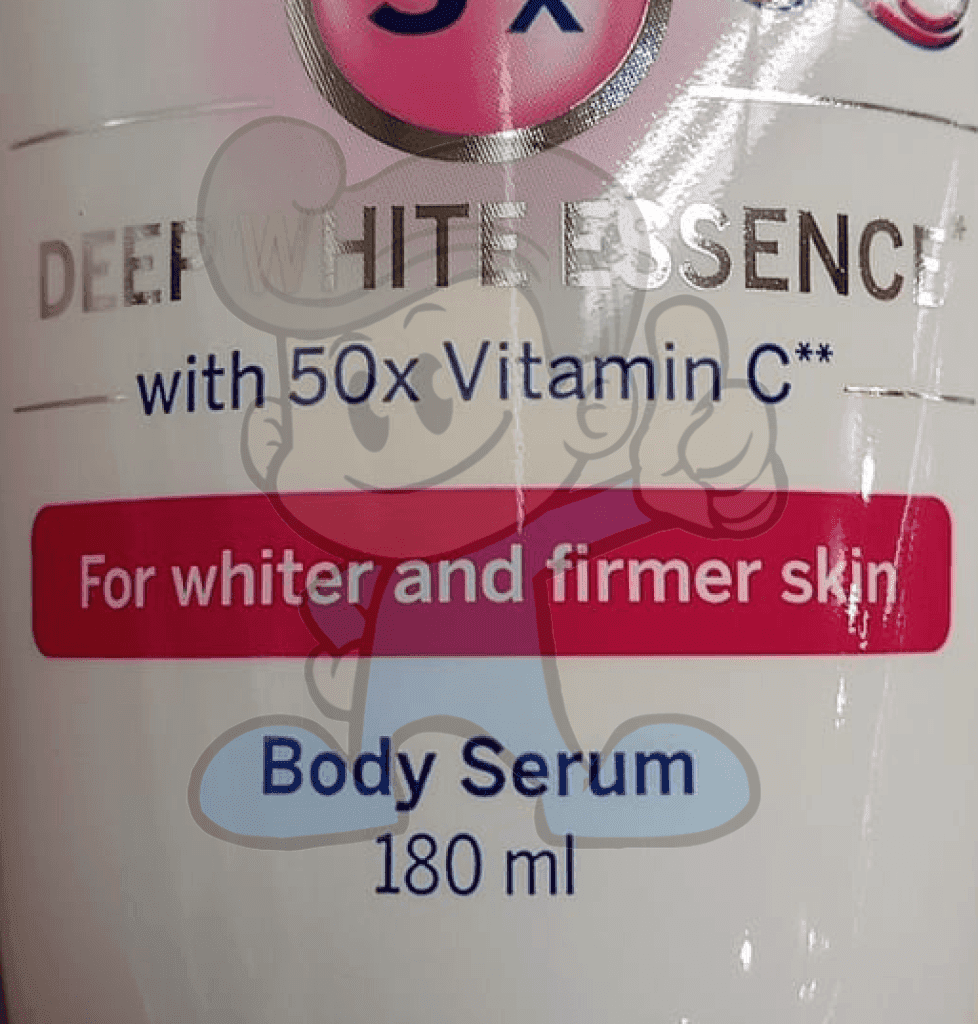 x
DEEP WHITE ESSENCE*
with 50x Vitamin C**
For whiter and firmer skin
Body Serum
180 ml